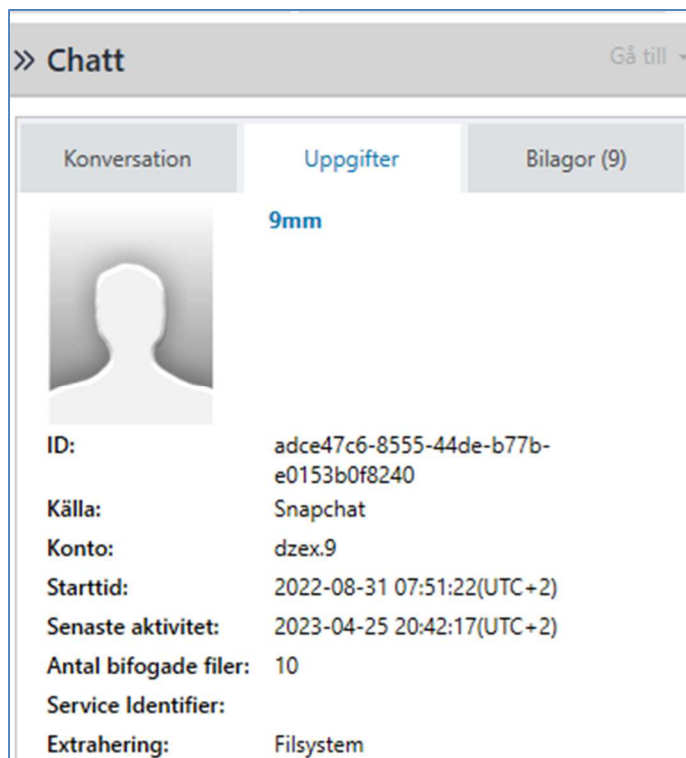 » Chatt Gå till
Konversation Uppgifter Bilagor (9)
9mm
ID: adce47c6-8555-44de-b77b-
e0153b0f8240
Källa: Snapchat
Konto: dzex.9
Starttid: 2022-08-31 07:51:22(UTC+2)
Senaste aktivitet: 2023-04-25 20:42:17(UTC+2)
Antal bifogade filer: 10
Service Identifier:
Extrahering: Filsystem